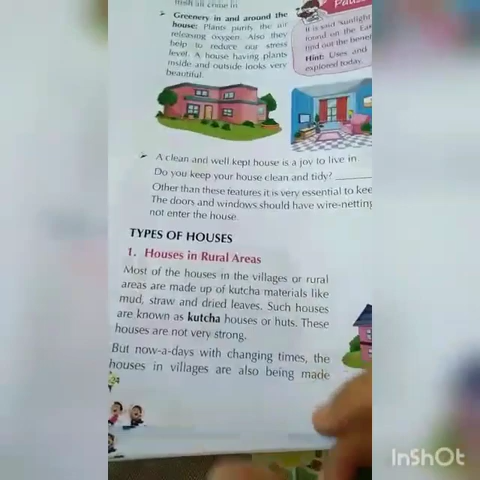 Greenery in and around the
house: Plants purify the air
releasing oxygen. Also they
help to reduce our stress
level. A house having plants
inside and outside looks very
beautiful.
Pause
It is said 'sunlight
found on the Ea
find out the benef
Hint: Uses and
explored today.
A clean and well kept house is a joy to live in
Do you keep your house clean and tidy?
Other than these features it is very essential to kee
The doors and windows should have wire-netting
not enter the house.
TYPES OF HOUSES
1. Houses in Rural Areas
Most of the houses in the villages or rural
areas are made up of kutcha materials like
mud, straw and dried leaves. Such houses
are known as kutcha houses or huts. These
houses are not very strong.
But now-a-days with changing times, the
houses in villages are also being made
24
InShOt